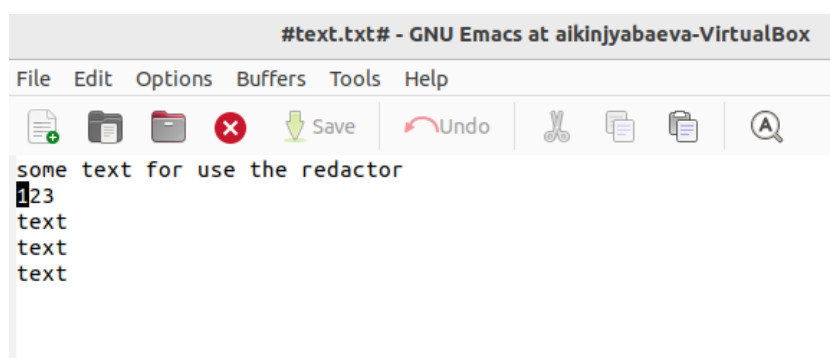 #text.txt# - GNU Emacs at aikinjyabaeva-VirtualBox
File Edit Options Buffers Tools Help
Save Undo
some text for use the redactor
123
text
text
text